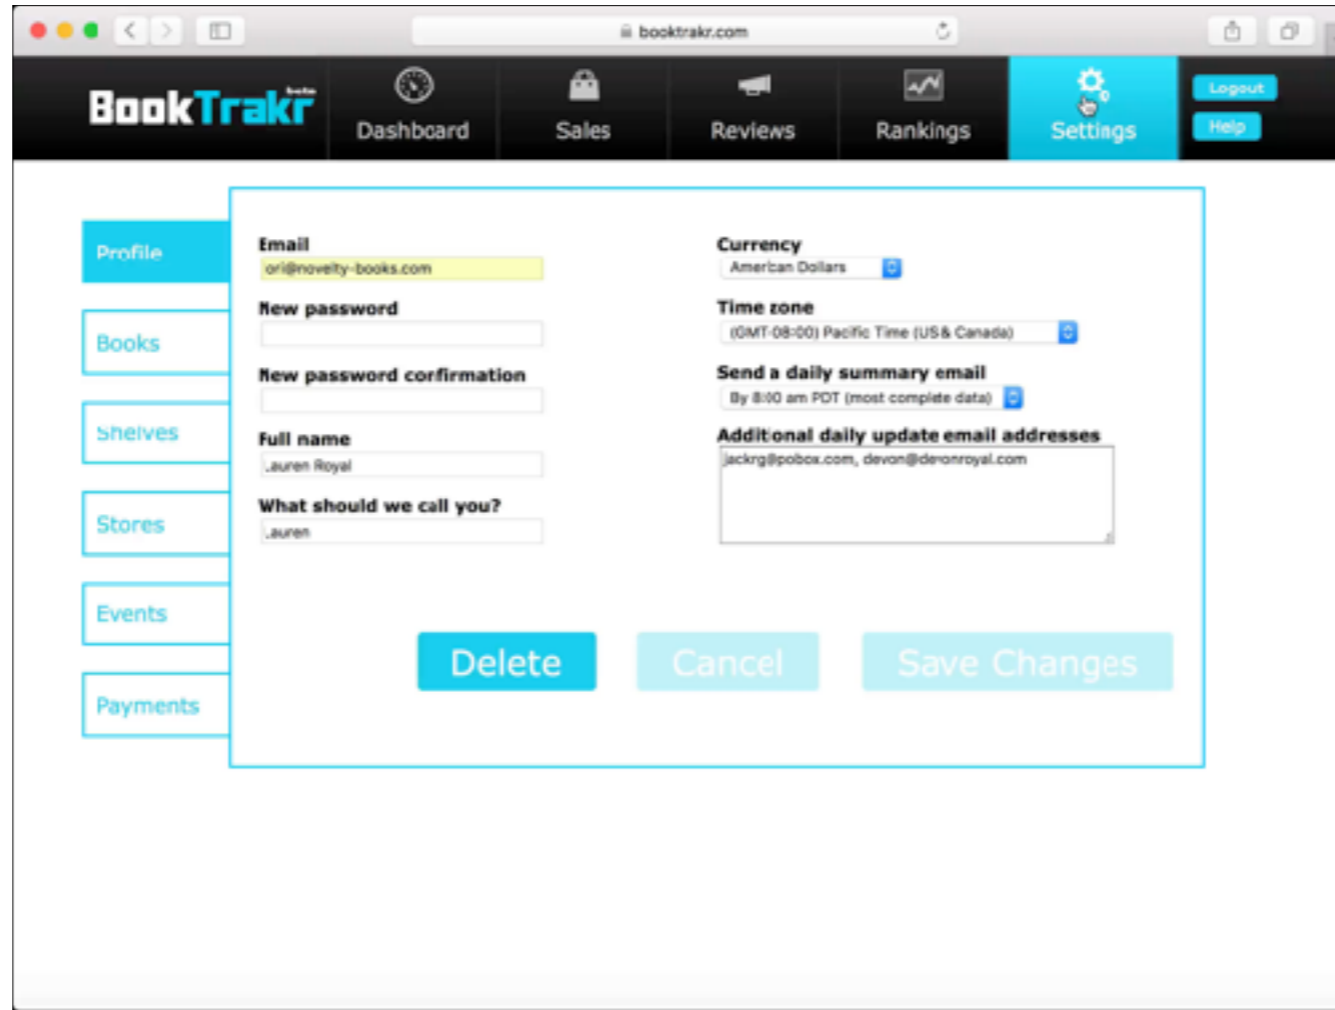 booktrakr.com
BookTrakr beta
Dashboard
Sales
Reviews
Rankings
Settings
Logout
Help
Profile
Books
Shelves
Stores
Events
Payments
Email
ori@novelty-books.com
New password
New password confirmation
Full name
Lauren Royal
What should we call you?
Lauren
Currency
American Dollars
Time zone
(GMT-08:00) Pacific Time (US & Canada)
Send a daily summary email
By 8:00 am PDT (most complete data)
Additional daily update email addresses
jackrg@pobox.com, devon@devonroyal.com
Delete
Cancel
Save Changes